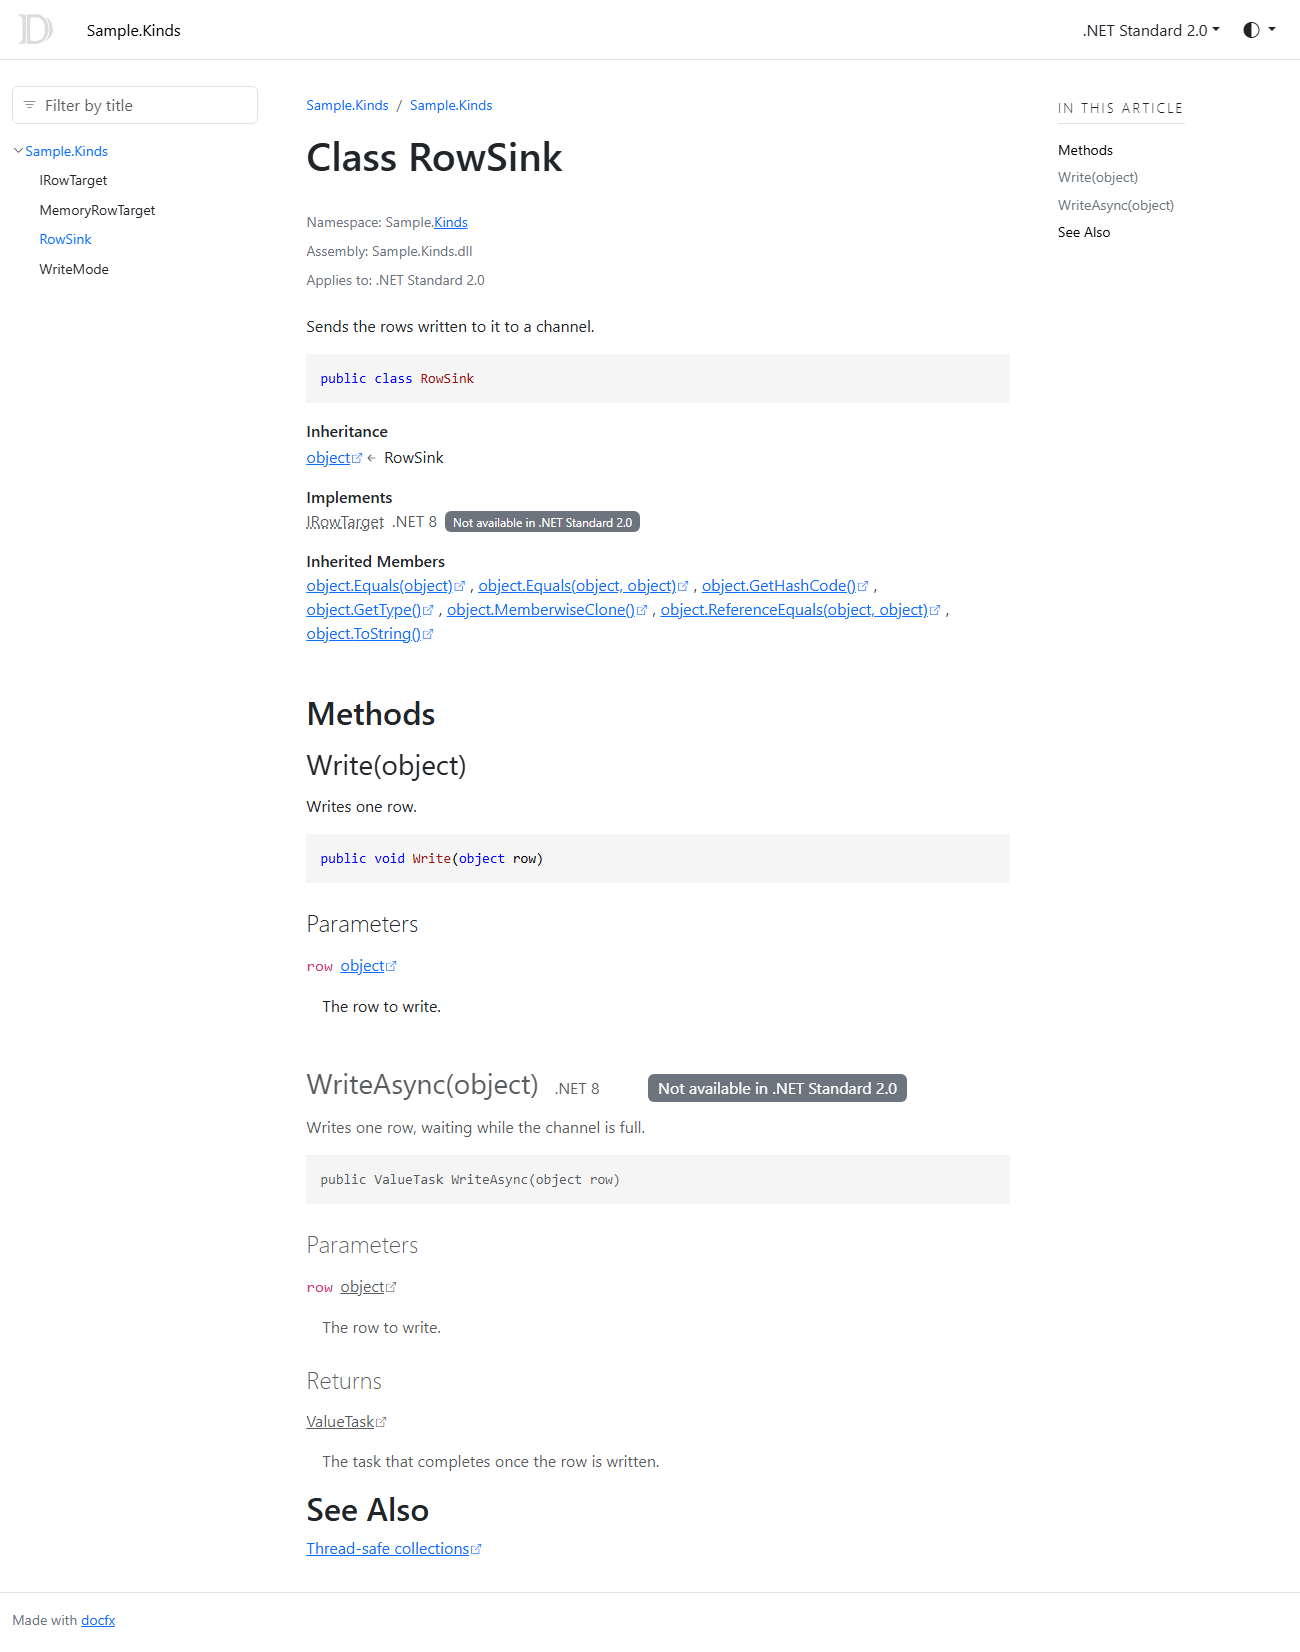 D
Sample.Kinds
.NET Standard 2.0
Filter by title
Sample.Kinds
IRowTarget
MemoryRowTarget
RowSink
WriteMode
Sample.Kinds / Sample.Kinds
Class RowSink
Namespace: Sample.Kinds
Assembly: Sample.Kinds.dll
Applies to: .NET Standard 2.0
Sends the rows written to it to a channel.
public class RowSink
Inheritance
object ← RowSink
Implements
IRowTarget .NET 8 Not available in .NET Standard 2.0
Inherited Members
object.Equals(object) , object.Equals(object, object) , object.GetHashCode() ,
object.GetType() , object.MemberwiseClone() , object.ReferenceEquals(object, object) ,
object.ToString()
Methods
Write(object)
Writes one row.
public void Write(object row)
Parameters
row object
The row to write.
WriteAsync(object) .NET 8 Not available in .NET Standard 2.0
Writes one row, waiting while the channel is full.
public ValueTask WriteAsync(object row)
Parameters
row object
The row to write.
Returns
ValueTask
The task that completes once the row is written.
See Also
Thread-safe collections
IN THIS ARTICLE
Methods
Write(object)
WriteAsync(object)
See Also
Made with docfx